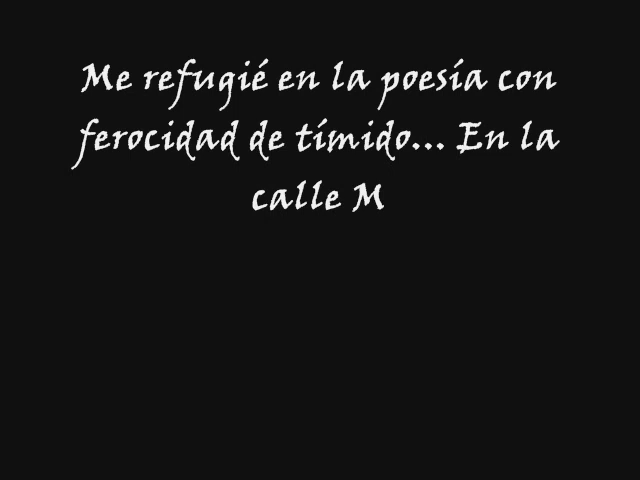 Me refugié en la poesía con
ferocidad de tímido... En la
calle M